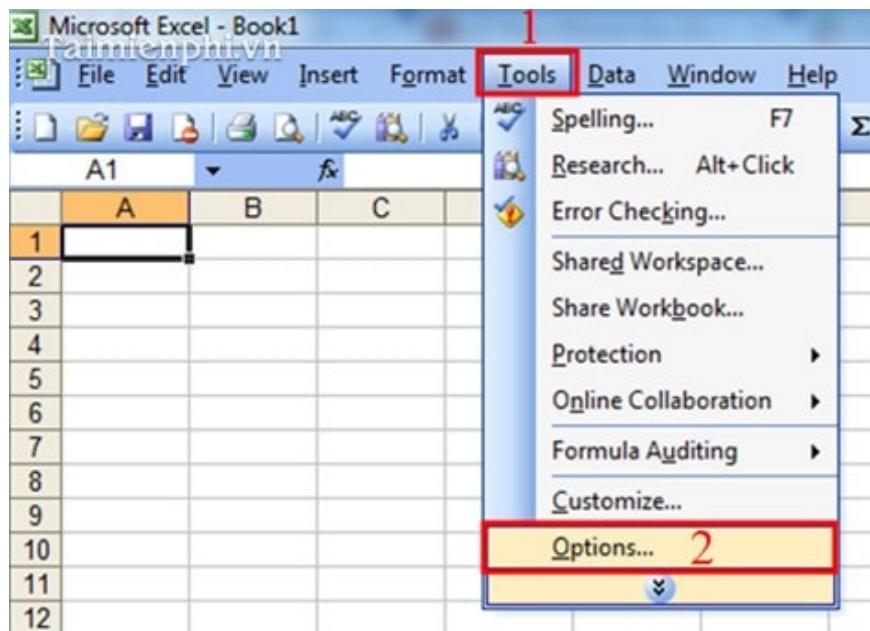 Microsoft Excel - Book1
Taimienphi.vn
1
File Edit View Insert Format Tools Data Window Help
ABC ABC Σ
A1 fx
A B C
Spelling... F7
Research... Alt+Click
Error Checking...
Shared Workspace...
Share Workbook...
Protection
Online Collaboration
Formula Auditing
Customize...
Options... 2
1
2
3
4
5
6
7
8
9
10
11
12